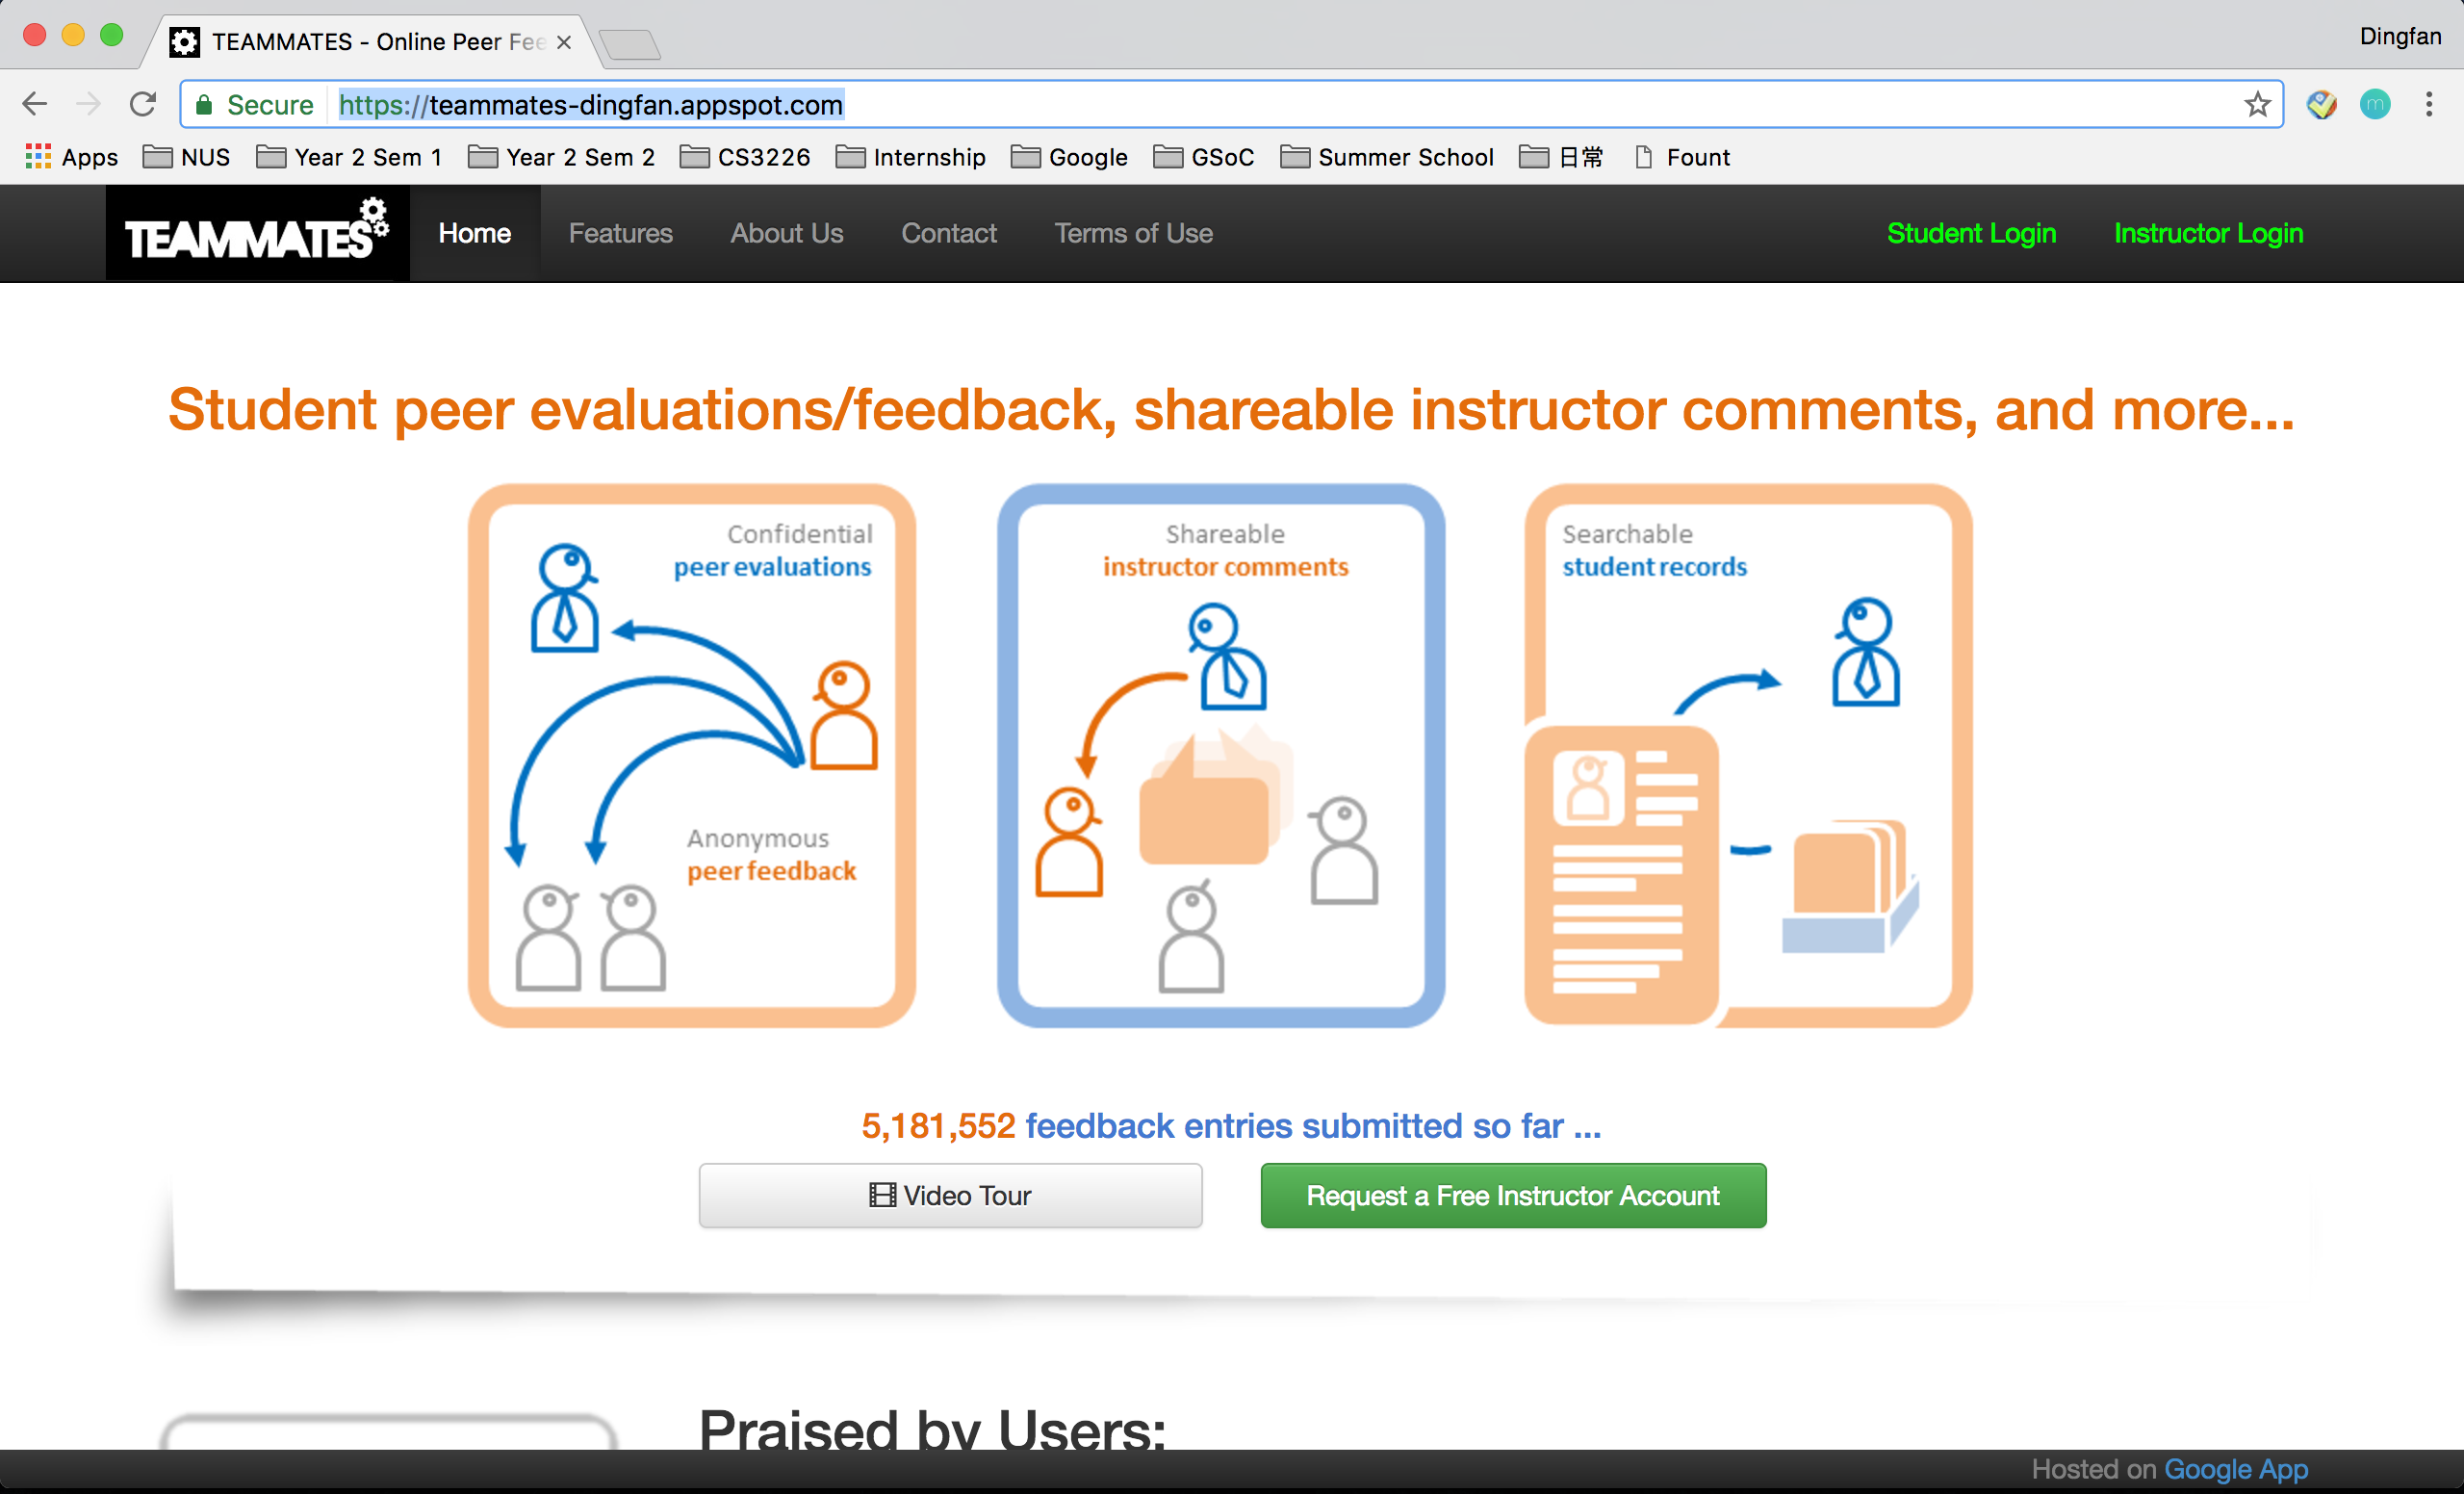 TEAMMATES - Online Peer Fee
Dingfan
Secure https://teammates-dingfan.appspot.com
Apps NUS Year 2 Sem 1 Year 2 Sem 2 CS3226 Internship Google GSoC Summer School 日常 Fount
TEAMMATES Home Features About Us Contact Terms of Use Student Login Instructor Login
Student peer evaluations/feedback, shareable instructor comments, and more...
Confidential
peer evaluations
Anonymous
peer feedback
Shareable
instructor comments
Searchable
student records
5,181,552 feedback entries submitted so far ...
Video Tour
Request a Free Instructor Account
Praised by Users:
Hosted on Google App